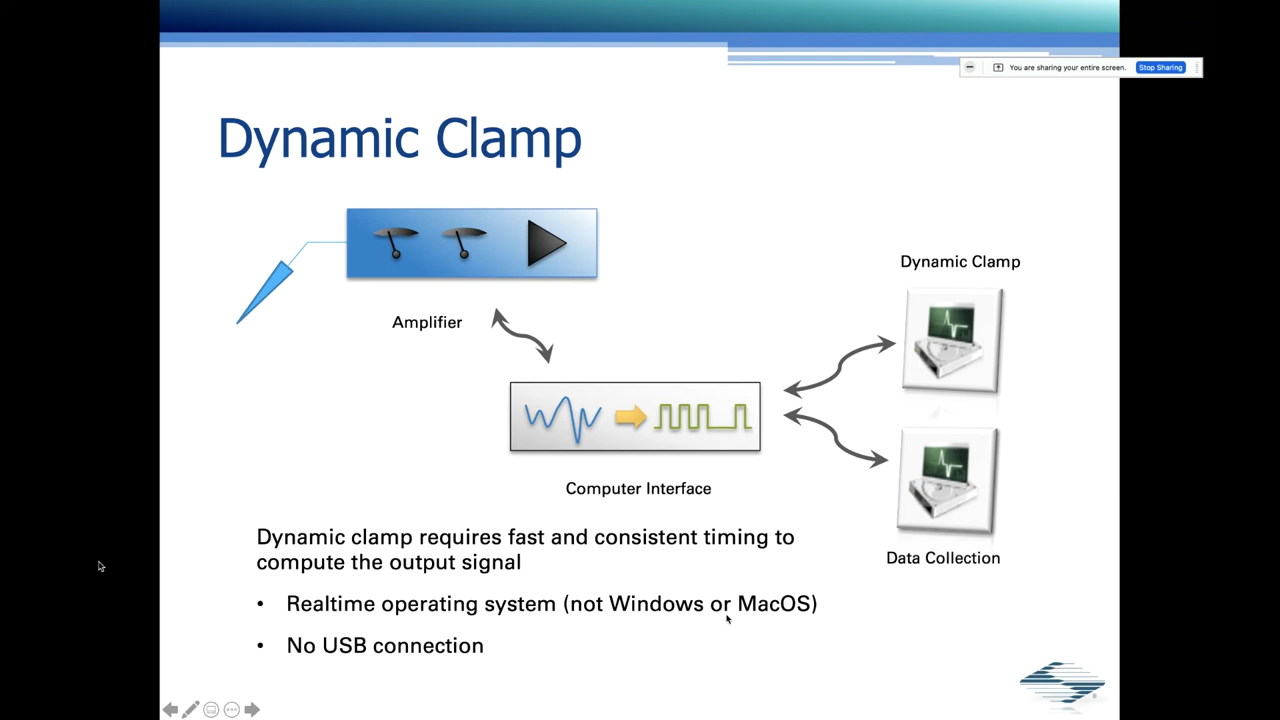 You are sharing your entire screen.
Stop Sharing
Dynamic Clamp
Dynamic Clamp
Amplifier
Computer Interface
Data Collection
Dynamic clamp requires fast and consistent timing to
compute the output signal
• Realtime operating system (not Windows or MacOS)
• No USB connection